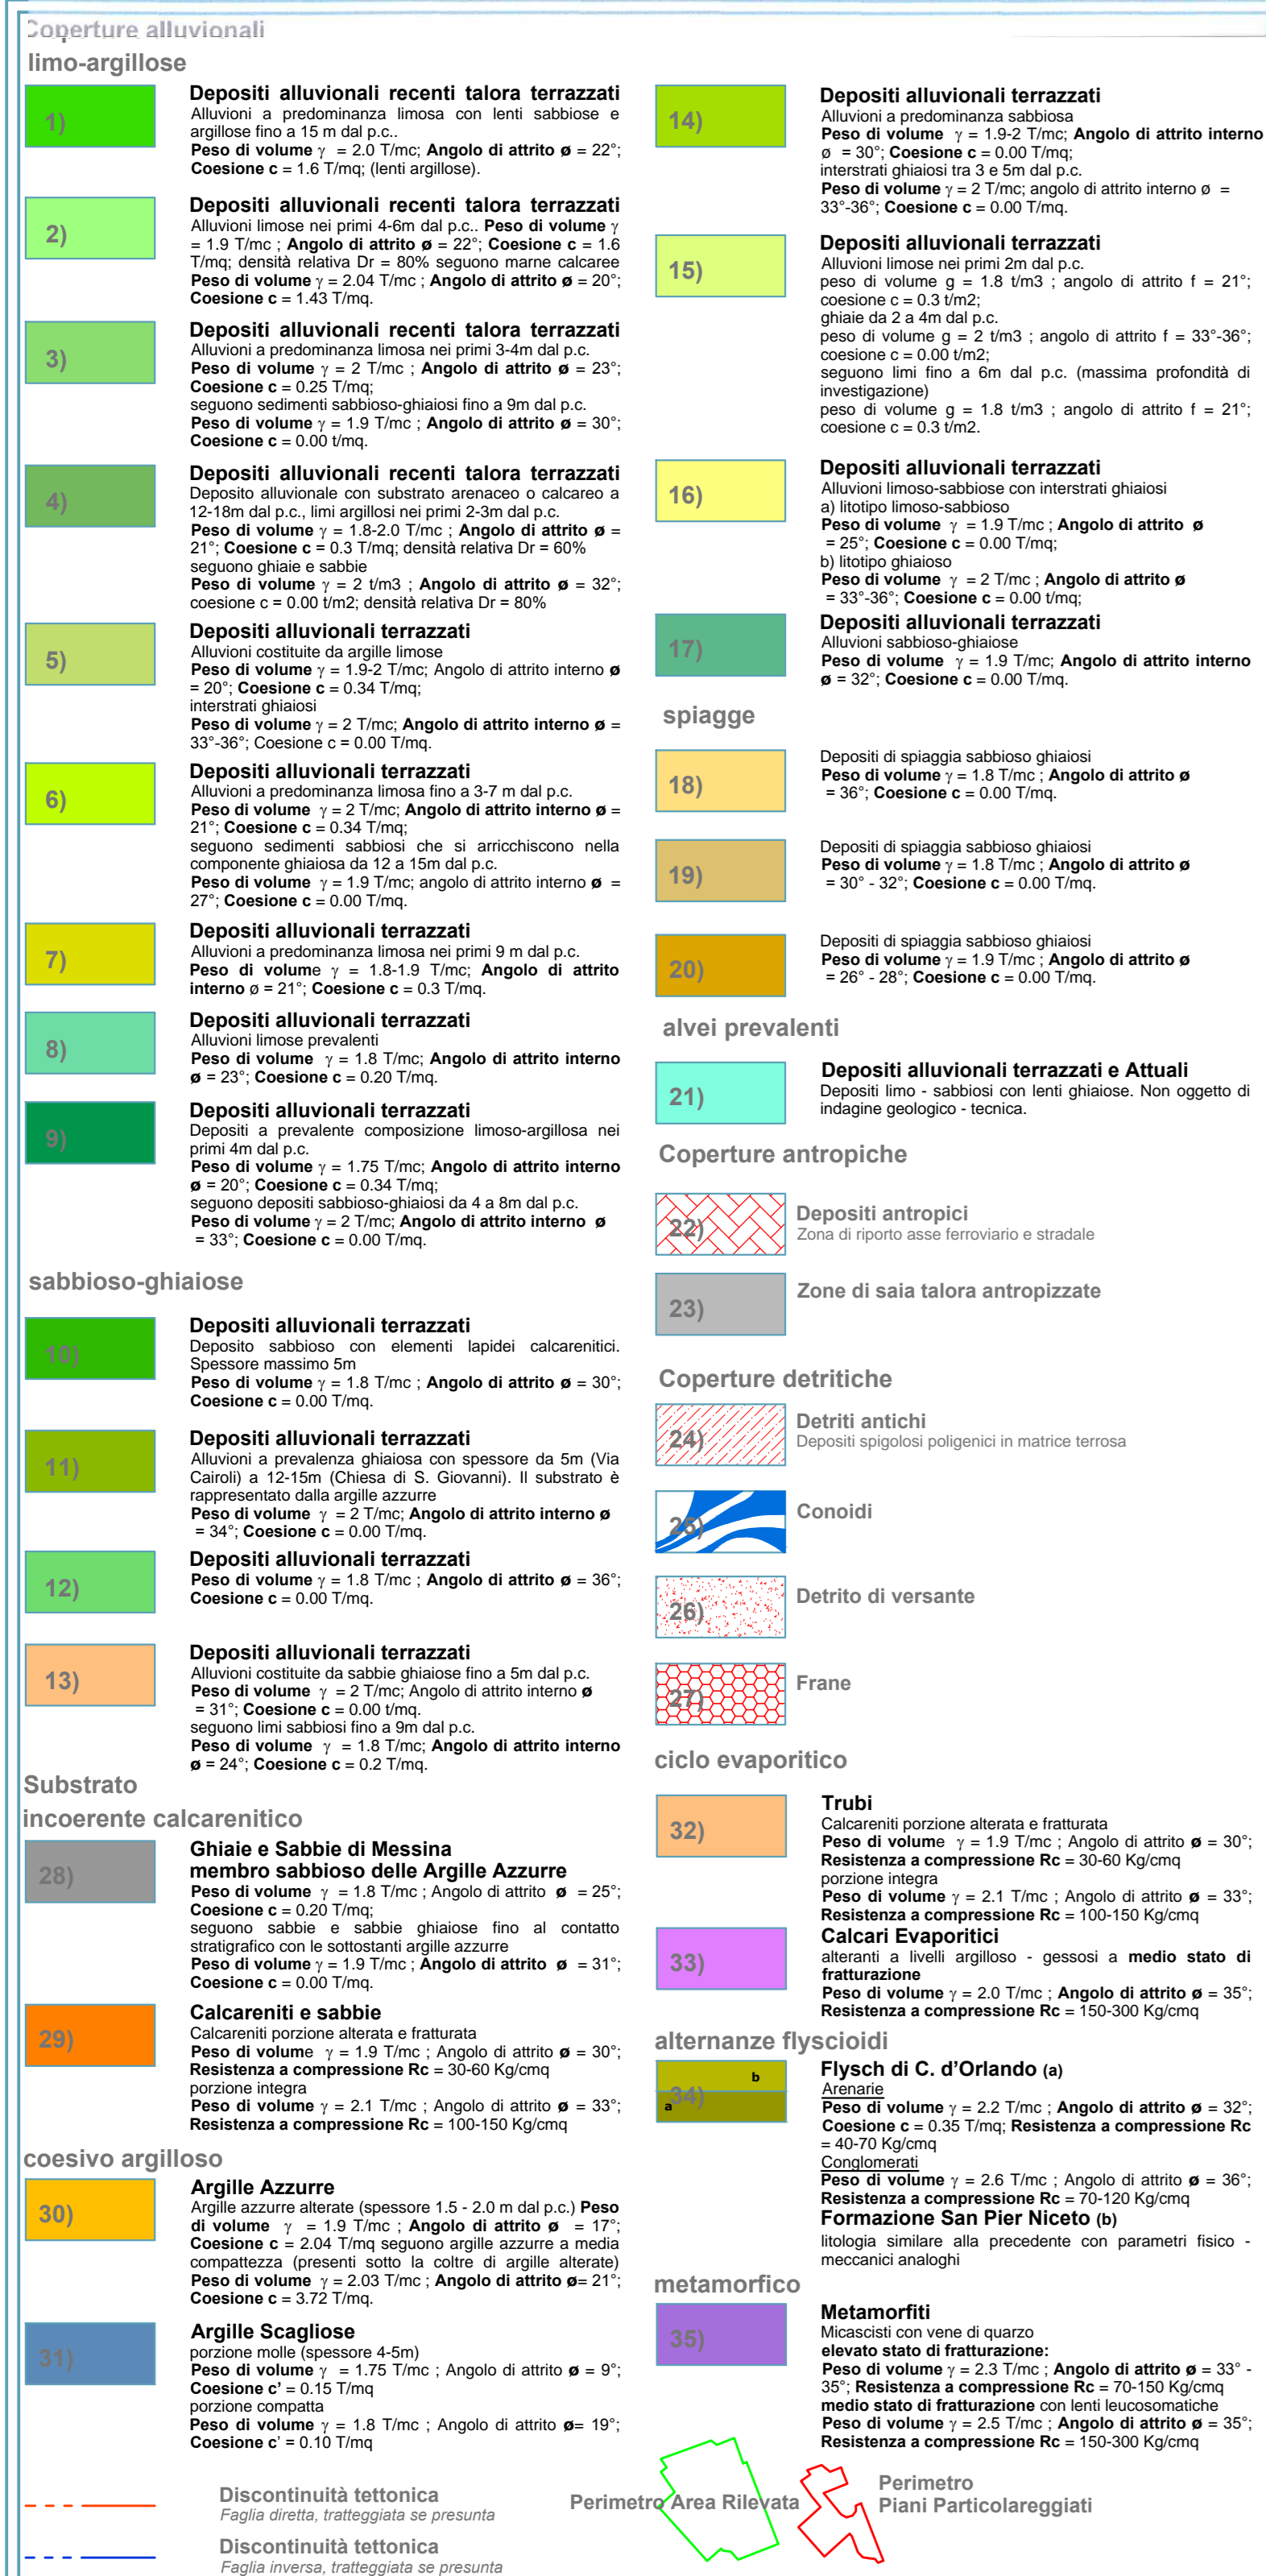 Coperture alluvionali
limo-argillose
1)
Depositi alluvionali recenti talora terrazzati
Alluvioni a predominanza limosa con lenti sabbiose e
argillose fino a 15 m dal p.c..
Peso di volume γ = 2.0 T/mc; Angolo di attrito ø = 22°;
Coesione c = 1.6 T/mq; (lenti argillose).
2)
Depositi alluvionali recenti talora terrazzati
Alluvioni limose nei primi 4-6m dal p.c.. Peso di volume γ
= 1.9 T/mc ; Angolo di attrito ø = 22°; Coesione c = 1.6
T/mq; densità relativa Dr = 80% seguono marne calcaree
Peso di volume γ = 2.04 T/mc ; Angolo di attrito ø = 20°;
Coesione c = 1.43 T/mq.
3)
Depositi alluvionali recenti talora terrazzati
Alluvioni a predominanza limosa nei primi 3-4m dal p.c.
Peso di volume γ = 2 T/mc ; Angolo di attrito ø = 23°;
Coesione c = 0.25 T/mq;
seguono sedimenti sabbioso-ghiaiosi fino a 9m dal p.c.
Peso di volume γ = 1.9 T/mc ; Angolo di attrito ø = 30°;
Coesione c = 0.00 t/mq.
4)
Depositi alluvionali recenti talora terrazzati
Deposito alluvionale con substrato arenaceo o calcareo a
12-18m dal p.c., limi argillosi nei primi 2-3m dal p.c.
Peso di volume γ = 1.8-2.0 T/mc ; Angolo di attrito ø =
21°; Coesione c = 0.3 T/mq; densità relativa Dr = 60%
seguono ghiaie e sabbie
Peso di volume γ = 2 t/m3 ; Angolo di attrito ø = 32°;
coesione c = 0.00 t/m2; densità relativa Dr = 80%
5)
Depositi alluvionali terrazzati
Alluvioni costituite da argille limose
Peso di volume γ = 1.9-2 T/mc; Angolo di attrito interno ø
= 20°; Coesione c = 0.34 T/mq;
interstrati ghiaiosi
Peso di volume γ = 2 T/mc; Angolo di attrito interno ø =
33°-36°; Coesione c = 0.00 T/mq.
6)
Depositi alluvionali terrazzati
Alluvioni a predominanza limosa fino a 3-7 m dal p.c.
Peso di volume γ = 2 T/mc; Angolo di attrito interno ø =
21°; Coesione c = 0.34 T/mq;
seguono sedimenti sabbiosi che si arricchiscono nella
componente ghiaiosa da 12 a 15m dal p.c.
Peso di volume γ = 1.9 T/mc; angolo di attrito interno ø =
27°; Coesione c = 0.00 T/mq.
7)
Depositi alluvionali terrazzati
Alluvioni a predominanza limosa nei primi 9 m dal p.c.
Peso di volume γ = 1.8-1.9 T/mc; Angolo di attrito
interno ø = 21°; Coesione c = 0.3 T/mq.
8)
Depositi alluvionali terrazzati
Alluvioni limose prevalenti
Peso di volume γ = 1.8 T/mc; Angolo di attrito interno
ø = 23°; Coesione c = 0.20 T/mq.
9)
Depositi alluvionali terrazzati
Depositi a prevalente composizione limoso-argillosa nei
primi 4m dal p.c.
Peso di volume γ = 1.75 T/mc; Angolo di attrito interno
ø = 20°; Coesione c = 0.34 T/mq;
seguono depositi sabbioso-ghiaiosi da 4 a 8m dal p.c.
Peso di volume γ = 2 T/mc; Angolo di attrito interno ø
= 33°; Coesione c = 0.00 T/mq.
sabbioso-ghiaiose
10)
Depositi alluvionali terrazzati
Deposito sabbioso con elementi lapidei calcarenitici.
Spessore massimo 5m
Peso di volume γ = 1.8 T/mc ; Angolo di attrito ø = 30°;
Coesione c = 0.00 T/mq.
11)
Depositi alluvionali terrazzati
Alluvioni a prevalenza ghiaiosa con spessore da 5m (Via
Cairoli) a 12-15m (Chiesa di S. Giovanni). Il substrato è
rappresentato dalla argille azzurre
Peso di volume γ = 2 T/mc; Angolo di attrito interno ø
= 34°; Coesione c = 0.00 T/mq.
12)
Depositi alluvionali terrazzati
Peso di volume γ = 1.8 T/mc ; Angolo di attrito ø = 36°;
Coesione c = 0.00 T/mq.
13)
Depositi alluvionali terrazzati
Alluvioni costituite da sabbie ghiaiose fino a 5m dal p.c.
Peso di volume γ = 2 T/mc; Angolo di attrito interno ø
= 31°; Coesione c = 0.00 t/mq.
seguono limi sabbiosi fino a 9m dal p.c.
Peso di volume γ = 1.8 T/mc; Angolo di attrito interno
ø = 24°; Coesione c = 0.2 T/mq.
14)
Depositi alluvionali terrazzati
Alluvioni a predominanza sabbiosa
Peso di volume γ = 1.9-2 T/mc; Angolo di attrito interno
ø = 30°; Coesione c = 0.00 T/mq;
interstrati ghiaiosi tra 3 e 5m dal p.c.
Peso di volume γ = 2 T/mc; angolo di attrito interno ø =
33°-36°; Coesione c = 0.00 T/mq.
15)
Depositi alluvionali terrazzati
Alluvioni limose nei primi 2m dal p.c.
peso di volume g = 1.8 t/m3 ; angolo di attrito f = 21°;
coesione c = 0.3 t/m2;
ghiaie da 2 a 4m dal p.c.
peso di volume g = 2 t/m3 ; angolo di attrito f = 33°-36°;
coesione c = 0.00 t/m2;
seguono limi fino a 6m dal p.c. (massima profondità di
investigazione)
peso di volume g = 1.8 t/m3 ; angolo di attrito f = 21°;
coesione c = 0.3 t/m2.
16)
Depositi alluvionali terrazzati
Alluvioni limoso-sabbiose con interstrati ghiaiosi
a) litotipo limoso-sabbioso
Peso di volume γ = 1.9 T/mc ; Angolo di attrito ø
= 25°; Coesione c = 0.00 T/mq;
b) litotipo ghiaioso
Peso di volume γ = 2 T/mc ; Angolo di attrito ø
= 33°-36°; Coesione c = 0.00 t/mq;
17)
Depositi alluvionali terrazzati
Alluvioni sabbioso-ghiaiose
Peso di volume γ = 1.9 T/mc; Angolo di attrito interno
ø = 32°; Coesione c = 0.00 T/mq.
spiagge
18)
Depositi di spiaggia sabbioso ghiaiosi
Peso di volume γ = 1.8 T/mc ; Angolo di attrito ø
= 36°; Coesione c = 0.00 T/mq.
19)
Depositi di spiaggia sabbioso ghiaiosi
Peso di volume γ = 1.8 T/mc ; Angolo di attrito ø
= 30° - 32°; Coesione c = 0.00 T/mq.
20)
Depositi di spiaggia sabbioso ghiaiosi
Peso di volume γ = 1.9 T/mc ; Angolo di attrito ø
= 26° - 28°; Coesione c = 0.00 T/mq.
alvei prevalenti
21)
Depositi alluvionali terrazzati e Attuali
Depositi limo - sabbiosi con lenti ghiaiose. Non oggetto di
indagine geologico - tecnica.
Coperture antropiche
22)
Depositi antropici
Zona di riporto asse ferroviario e stradale
23)
Zone di saia talora antropizzate
Coperture detritiche
24)
Detriti antichi
Depositi spigolosi poligenici in matrice terrosa
25)
Conoidi
26)
Detrito di versante
27)
Frane
Substrato
incoerente calcarenitico
28)
Ghiaie e Sabbie di Messina
membro sabbioso delle Argille Azzurre
Peso di volume γ = 1.8 T/mc ; Angolo di attrito ø = 25°;
Coesione c = 0.20 T/mq;
seguono sabbie e sabbie ghiaiose fino al contatto
stratigrafico con le sottostanti argille azzurre
Peso di volume γ = 1.9 T/mc ; Angolo di attrito ø = 31°;
Coesione c = 0.00 T/mq.
29)
Calcareniti e sabbie
Calcareniti porzione alterata e fratturata
Peso di volume γ = 1.9 T/mc ; Angolo di attrito ø = 30°;
Resistenza a compressione Rc = 30-60 Kg/cmq
porzione integra
Peso di volume γ = 2.1 T/mc ; Angolo di attrito ø = 33°;
Resistenza a compressione Rc = 100-150 Kg/cmq
coesivo argilloso
30)
Argille Azzurre
Argille azzurre alterate (spessore 1.5 - 2.0 m dal p.c.) Peso
di volume γ = 1.9 T/mc ; Angolo di attrito ø = 17°;
Coesione c = 2.04 T/mq seguono argille azzurre a media
compattezza (presenti sotto la coltre di argille alterate)
Peso di volume γ = 2.03 T/mc ; Angolo di attrito ø= 21°;
Coesione c = 3.72 T/mq.
31)
Argille Scagliose
porzione molle (spessore 4-5m)
Peso di volume γ = 1.75 T/mc ; Angolo di attrito ø = 9°;
Coesione c' = 0.15 T/mq
porzione compatta
Peso di volume γ = 1.8 T/mc ; Angolo di attrito ø= 19°;
Coesione c' = 0.10 T/mq
ciclo evaporitico
32)
Trubi
Calcareniti porzione alterata e fratturata
Peso di volume γ = 1.9 T/mc ; Angolo di attrito ø = 30°;
Resistenza a compressione Rc = 30-60 Kg/cmq
porzione integra
Peso di volume γ = 2.1 T/mc ; Angolo di attrito ø = 33°;
Resistenza a compressione Rc = 100-150 Kg/cmq
33)
Calcari Evaporitici
alteranti a livelli argilloso - gessosi a medio stato di
fratturazione
Peso di volume γ = 2.0 T/mc ; Angolo di attrito ø = 35°;
Resistenza a compressione Rc = 150-300 Kg/cmq
alternanze flyscioidi
b
34)
a
Flysch di C. d'Orlando (a)
Arenarie
Peso di volume γ = 2.2 T/mc ; Angolo di attrito ø = 32°;
Coesione c = 0.35 T/mq; Resistenza a compressione Rc
= 40-70 Kg/cmq
Conglomerati
Peso di volume γ = 2.6 T/mc ; Angolo di attrito ø = 36°;
Resistenza a compressione Rc = 70-120 Kg/cmq
Formazione San Pier Niceto (b)
litologia similare alla precedente con parametri fisico -
meccanici analoghi
metamorfico
35)
Metamorfiti
Micascisti con vene di quarzo
elevato stato di fratturazione:
Peso di volume γ = 2.3 T/mc ; Angolo di attrito ø = 33° -
35°; Resistenza a compressione Rc = 70-150 Kg/cmq
medio stato di fratturazione con lenti leucosomatiche
Peso di volume γ = 2.5 T/mc ; Angolo di attrito ø = 35°;
Resistenza a compressione Rc = 150-300 Kg/cmq
Discontinuità tettonica
Faglia diretta, tratteggiata se presunta
Discontinuità tettonica
Faglia inversa, tratteggiata se presunta
Perimetro Area Rilevata
Perimetro
Piani Particolareggiati